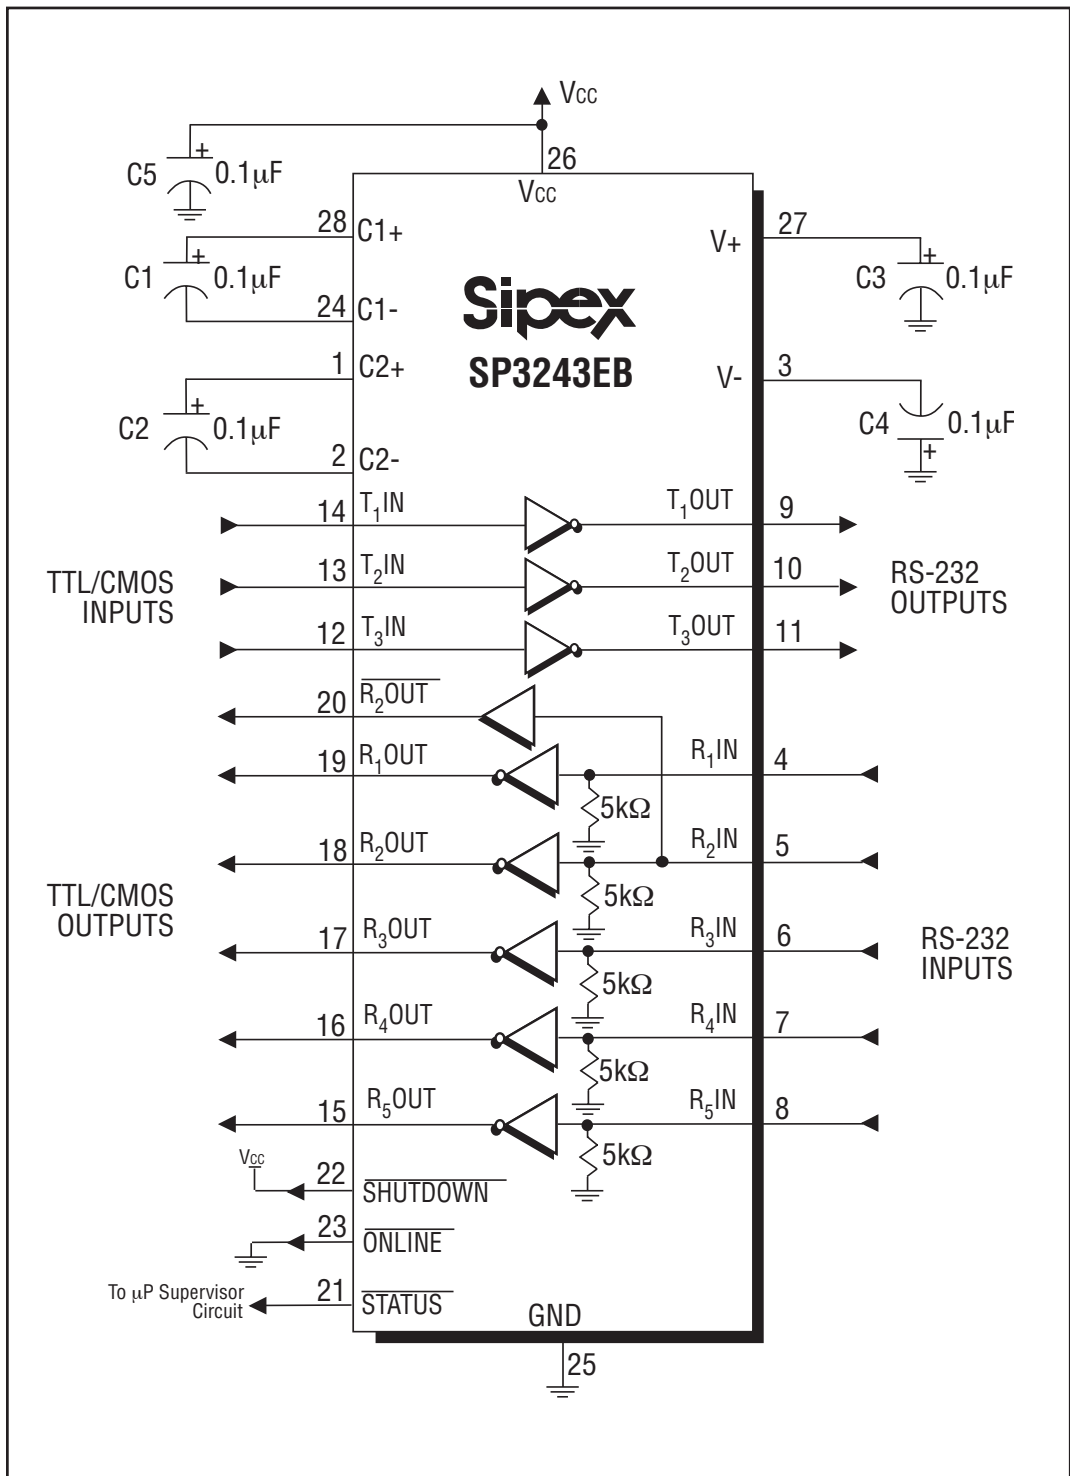 Vcc
26
Vcc
C5
+
0.1µF
28
C1+
C1
+
0.1µF
24
C1-
V+
27
C3
+
0.1µF
Sipex
SP3243EB
1
C2+
C2
+
0.1µF
2
C2-
V-
3
C4
0.1µF
+
TTL/CMOS
INPUTS
14
T1IN
T1OUT
9
13
T2IN
T2OUT
10
12
T3IN
T3OUT
11
RS-232
OUTPUTS
20
R2OUT
19
R1OUT
R1IN
4
5kΩ
18
R2OUT
R2IN
5
5kΩ
TTL/CMOS
OUTPUTS
17
R3OUT
R3IN
6
5kΩ
RS-232
INPUTS
16
R4OUT
R4IN
7
5kΩ
15
R5OUT
R5IN
8
5kΩ
Vcc
22
SHUTDOWN
23
ONLINE
To µP Supervisor
Circuit
21
STATUS
GND
25